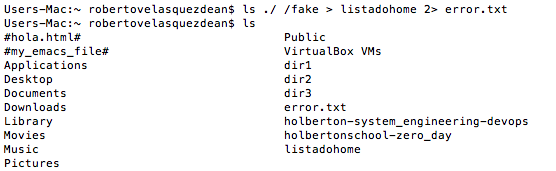 Users-Mac:~ robertovelasquezdean$ ls ./ /fake > listadohome 2> error.txt
Users-Mac:~ robertovelasquezdean$ ls
#hola.html# Public
#my_emacs_file# VirtualBox VMs
Applications dir1
Desktop dir2
Documents dir3
Downloads error.txt
Library holberton-system_engineering-devops
Movies holbertonschool-zero_day
Music listadohome
Pictures